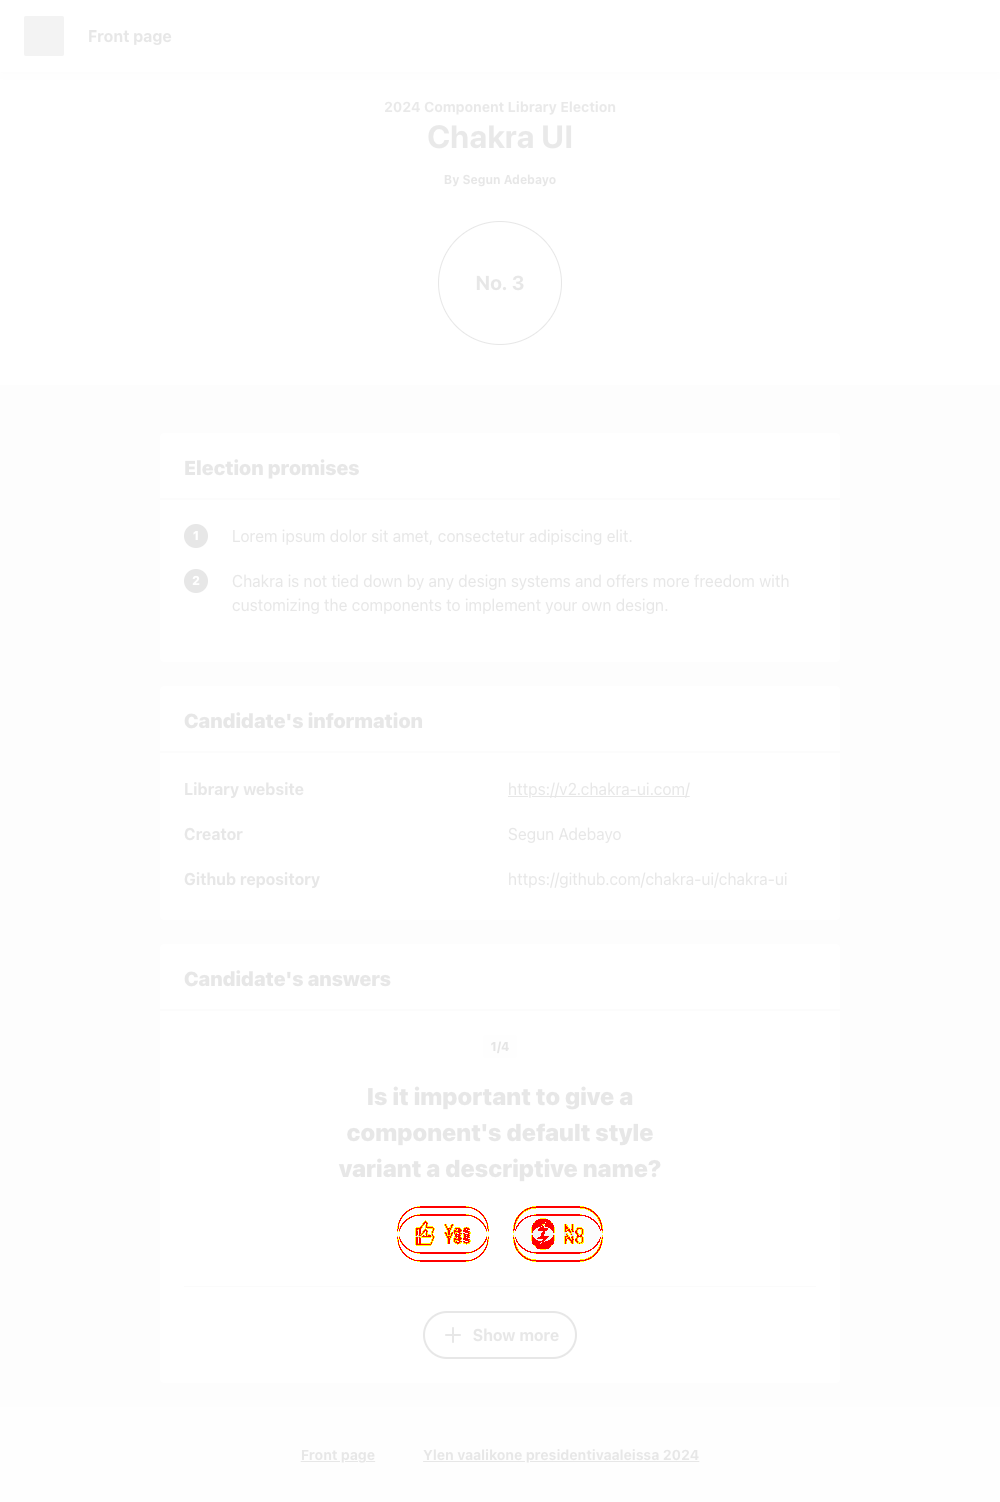 Front page
2024 Component Library Election
Chakra UI
By Segun Adebayo
No. 3
Election promises
1 Lorem ipsum dolor sit amet, consectetur adipiscing elit.
2 Chakra is not tied down by any design systems and offers more freedom with
customizing the components to implement your own design.
Candidate's information
Library website https://v2.chakra-ui.com/
Creator Segun Adebayo
Github repository https://github.com/chakra-ui/chakra-ui
Candidate's answers
1/4
Is it important to give a
component's default style
variant a descriptive name?
Yes No
Show more
Front page Ylen vaalikone presidentivaaleissa 2024